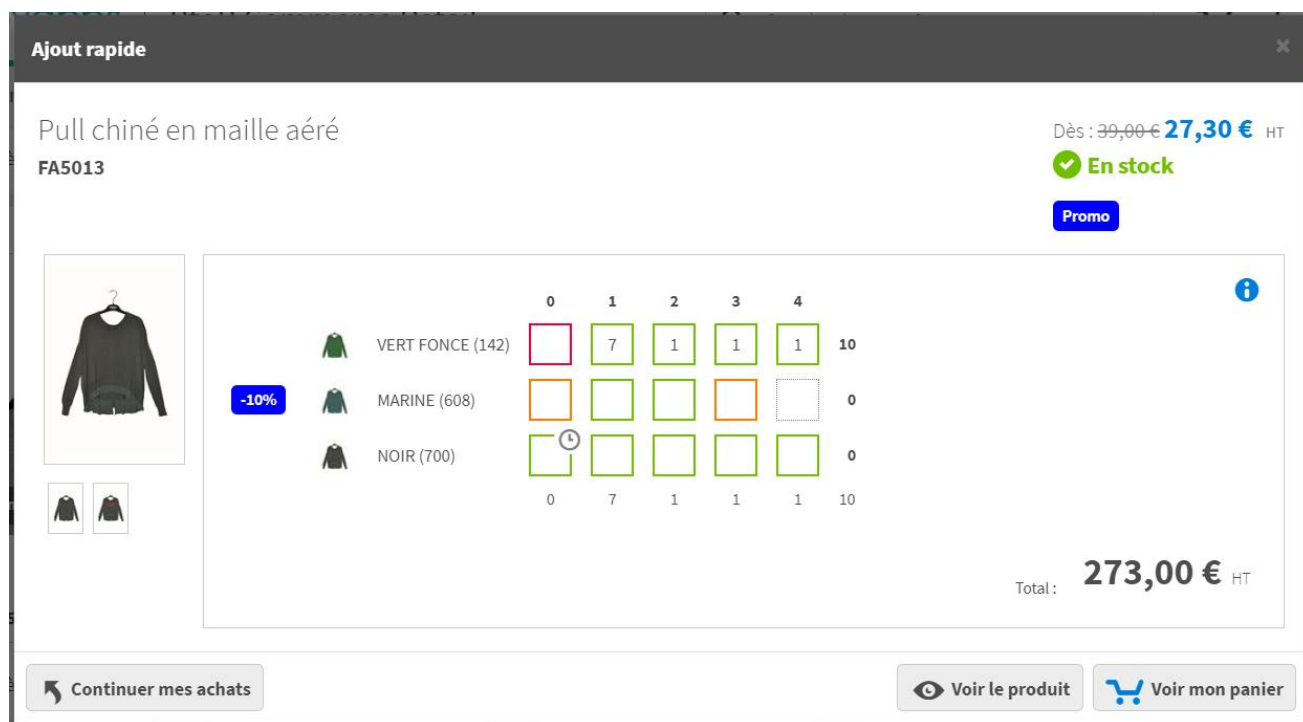 Ajout rapide
Pull chiné en maille aéré
FA5013
Dès : 39,00 € 27,30 € HT
En stock
Promo
0 1 2 3 4
VERT FONCE (142) 7 1 1 1 10
-10% MARINE (608) 0
NOIR (700) 0
0 7 1 1 1 10
Total : 273,00 € HT
Continuer mes achats
Voir le produit
Voir mon panier